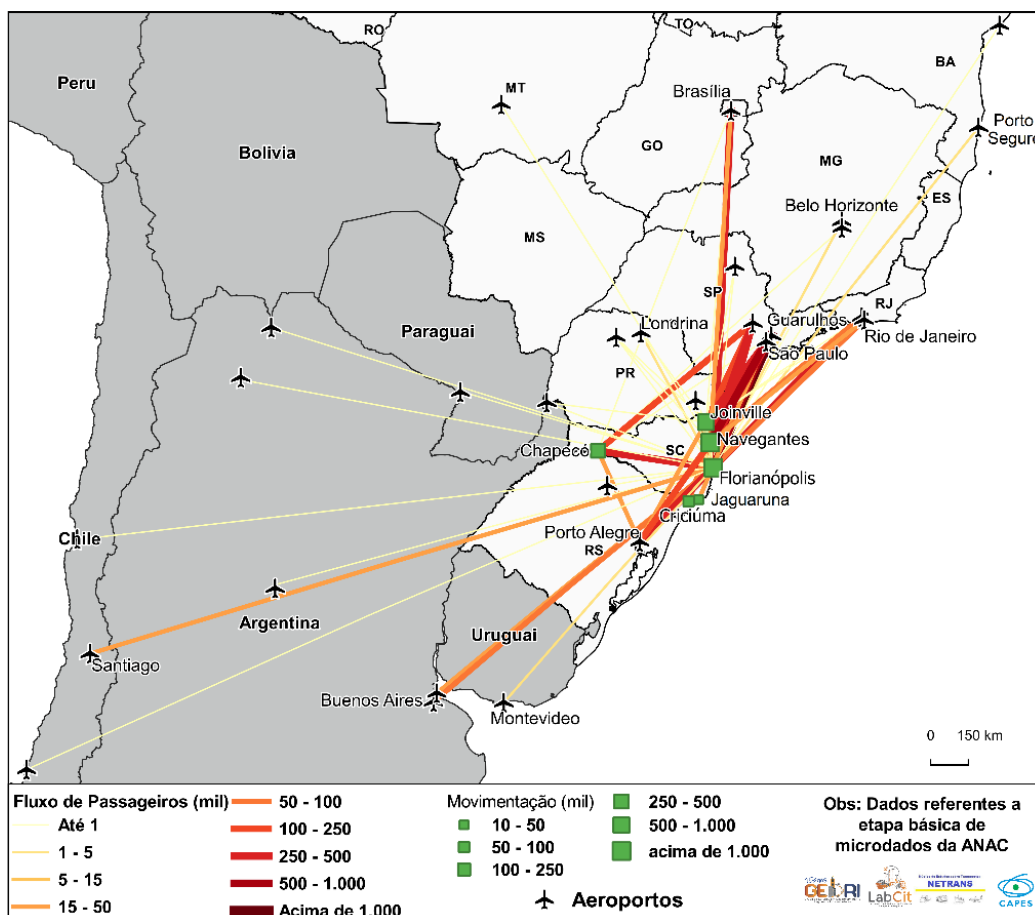 RO
TO
BA
Peru
MT
Brasília
Porto
Seguro
Bolivia
GO
MG
ES
Belo Horizonte
MS
SP
RJ
Paraguai
Londrina
Guarulhos
Rio de Janeiro
São Paulo
PR
Joinville
Chapecó
SC
Navegantes
Florianópolis
Jaguaruna
Criciúma
Chile
Porto Alegre
RS
Argentina
Uruguai
Santiago
Buenos Aires
Montevideo
0 150 km
Fluxo de Passageiros (mil)
Até 1
1 - 5
5 - 15
15 - 50
50 - 100
100 - 250
250 - 500
500 - 1.000
Acima de 1.000
Movimentação (mil)
10 - 50
50 - 100
100 - 250
250 - 500
500 - 1.000
acima de 1.000
Aeroportos
Obs: Dados referentes a
etapa básica de
microdados da ANAC
LabCit
NETRANS
CAPES